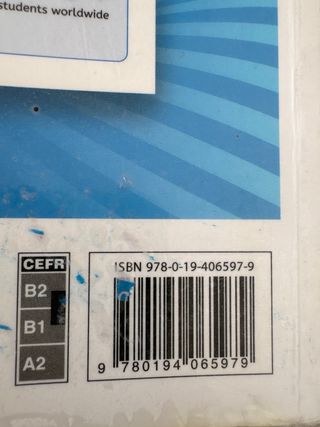 students worldwide
CEFR
B2
B1
A2
ISBN 978-0-19-406597-9
9 780194 065979